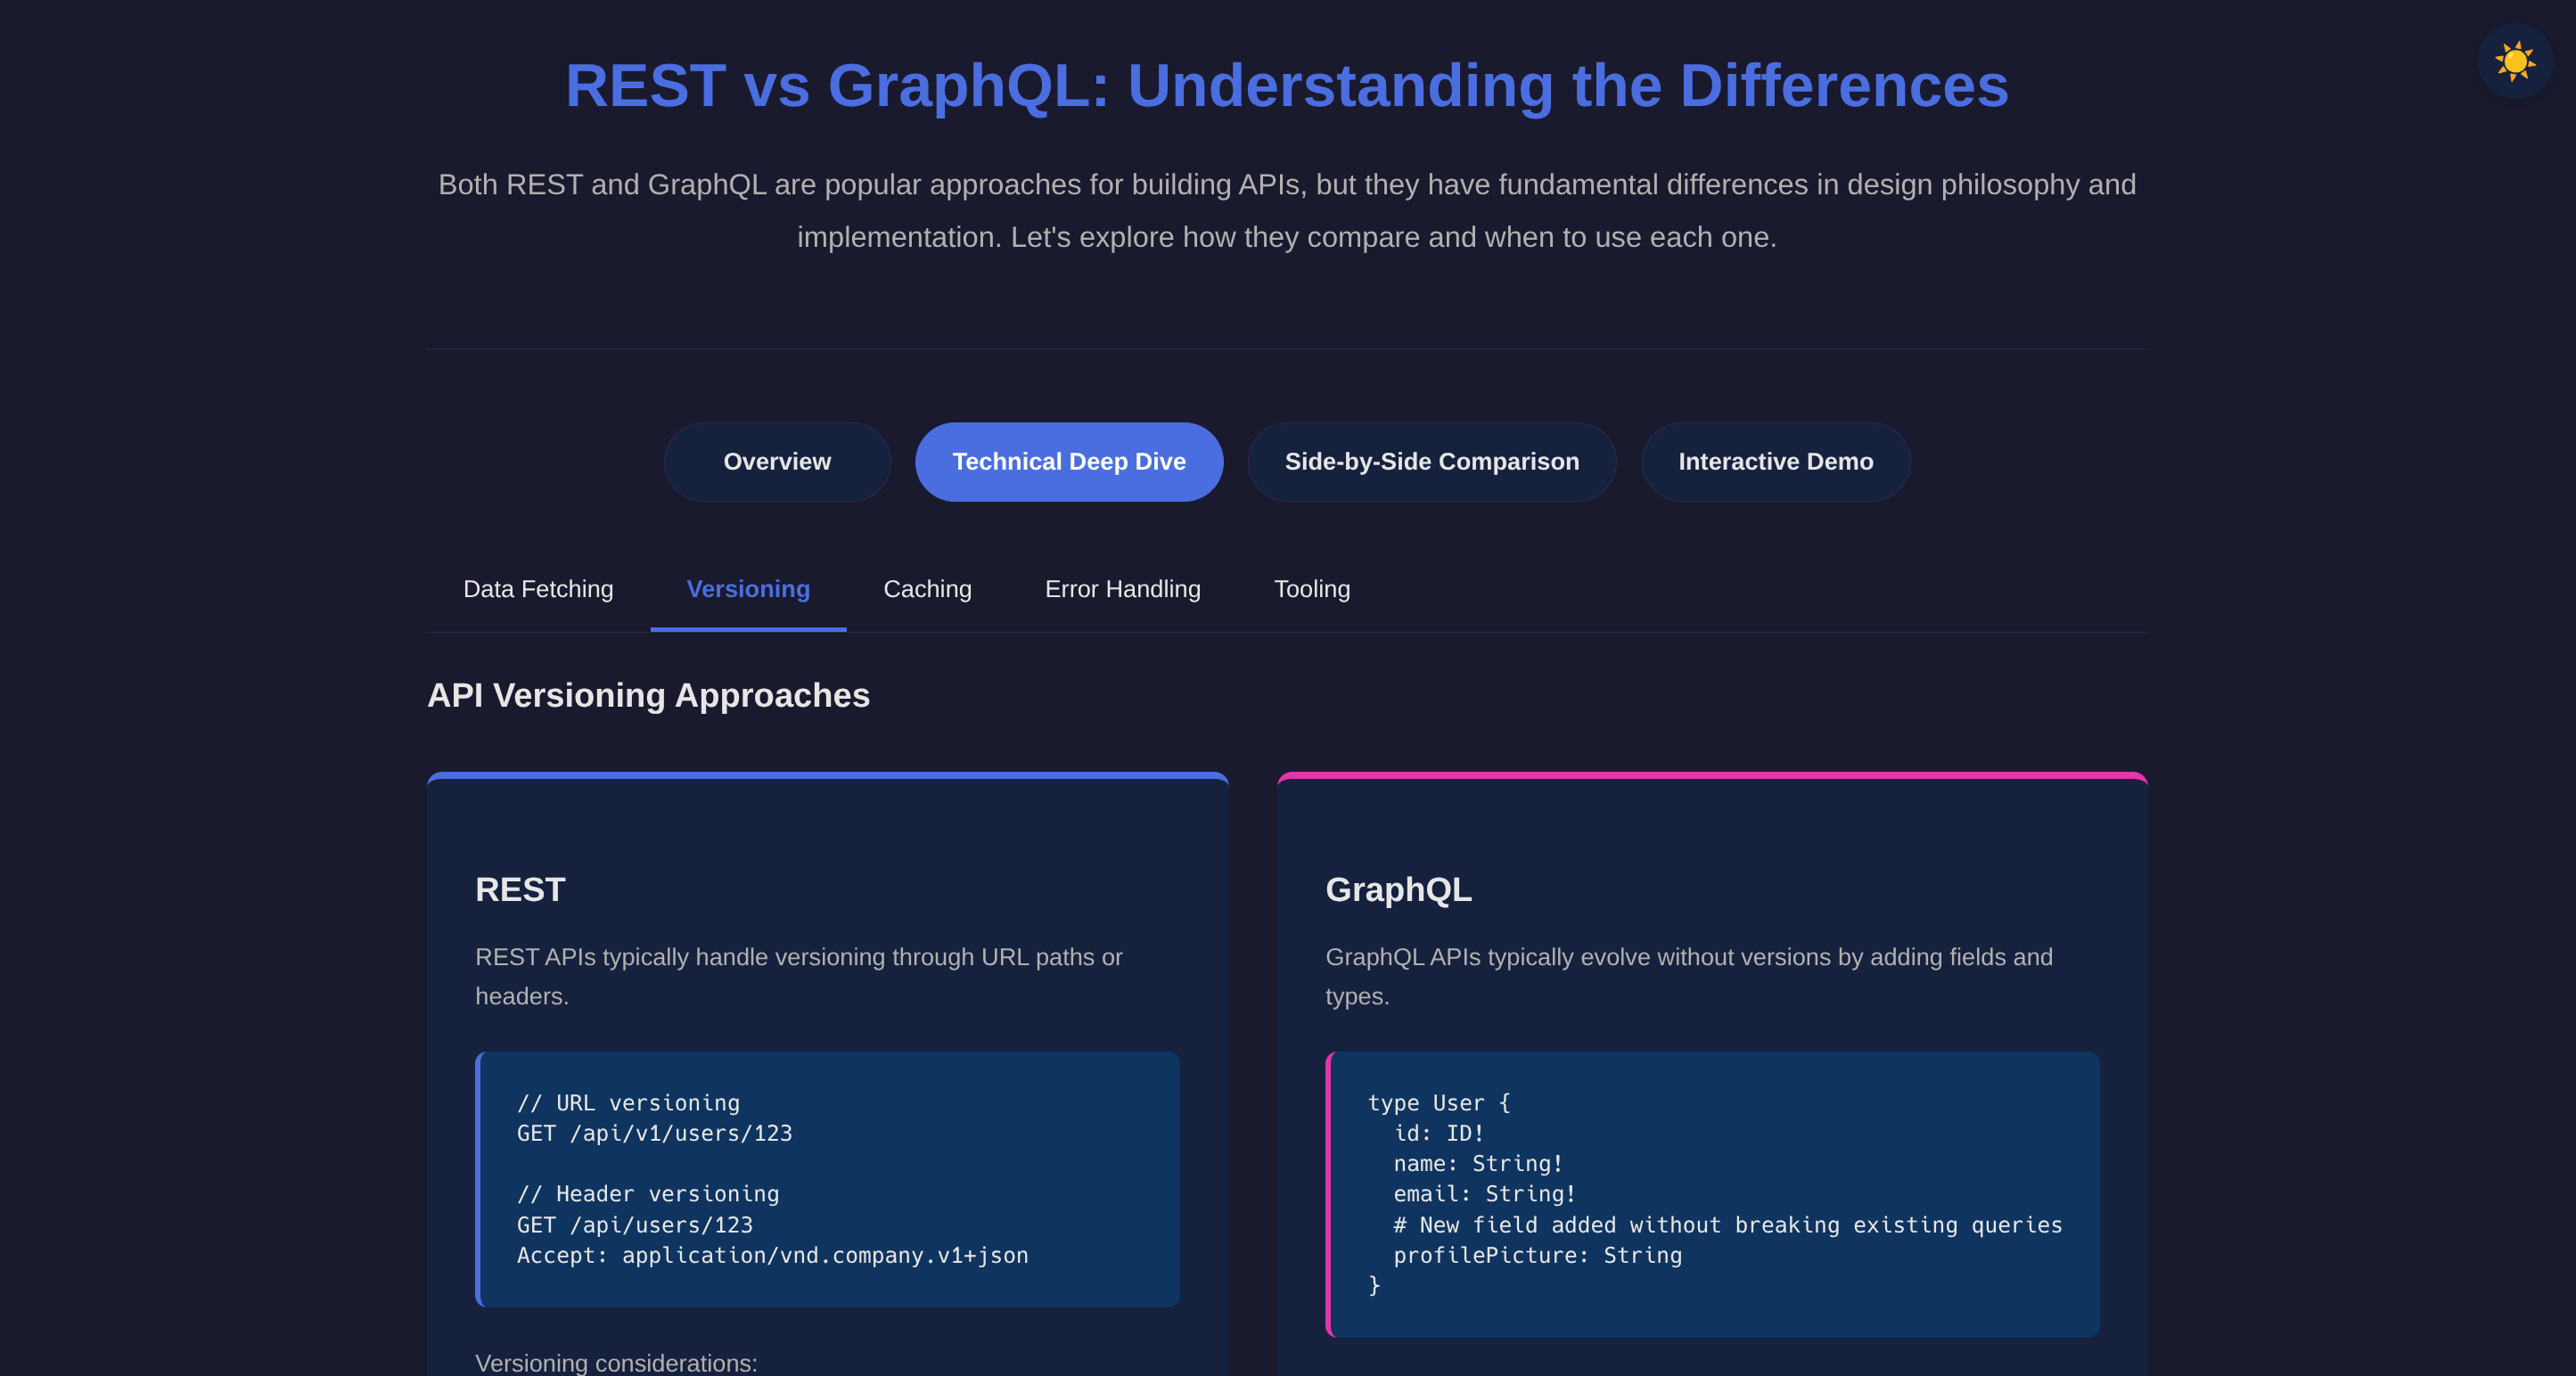 REST vs GraphQL: Understanding the Differences
Both REST and GraphQL are popular approaches for building APIs, but they have fundamental differences in design philosophy and
implementation. Let's explore how they compare and when to use each one.
Overview
Technical Deep Dive
Side-by-Side Comparison
Interactive Demo
Data Fetching
Versioning
Caching
Error Handling
Tooling
API Versioning Approaches
REST
REST APIs typically handle versioning through URL paths or
headers.
// URL versioning
GET /api/v1/users/123
// Header versioning
GET /api/users/123
Accept: application/vnd.company.v1+json
Versioning considerations:
GraphQL
GraphQL APIs typically evolve without versions by adding fields and
types.
type User {
  id: ID!
  name: String!
  email: String!
  # New field added without breaking existing queries
  profilePicture: String
}